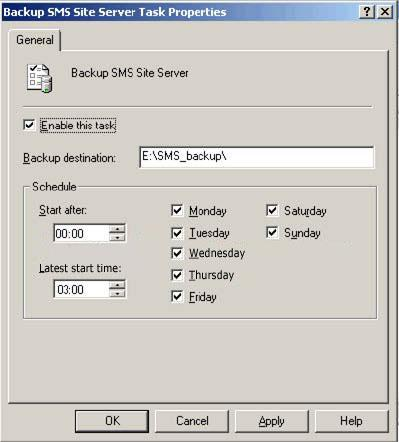 Backup SMS Site Server Task Properties
General
Backup SMS Site Server
Enable this task
Backup destination: E:\SMS_backup\
Schedule
Start after:
00:00
Latest start time:
03:00
Monday
Tuesday
Wednesday
Thursday
Friday
Saturday
Sunday
OK Cancel Apply Help